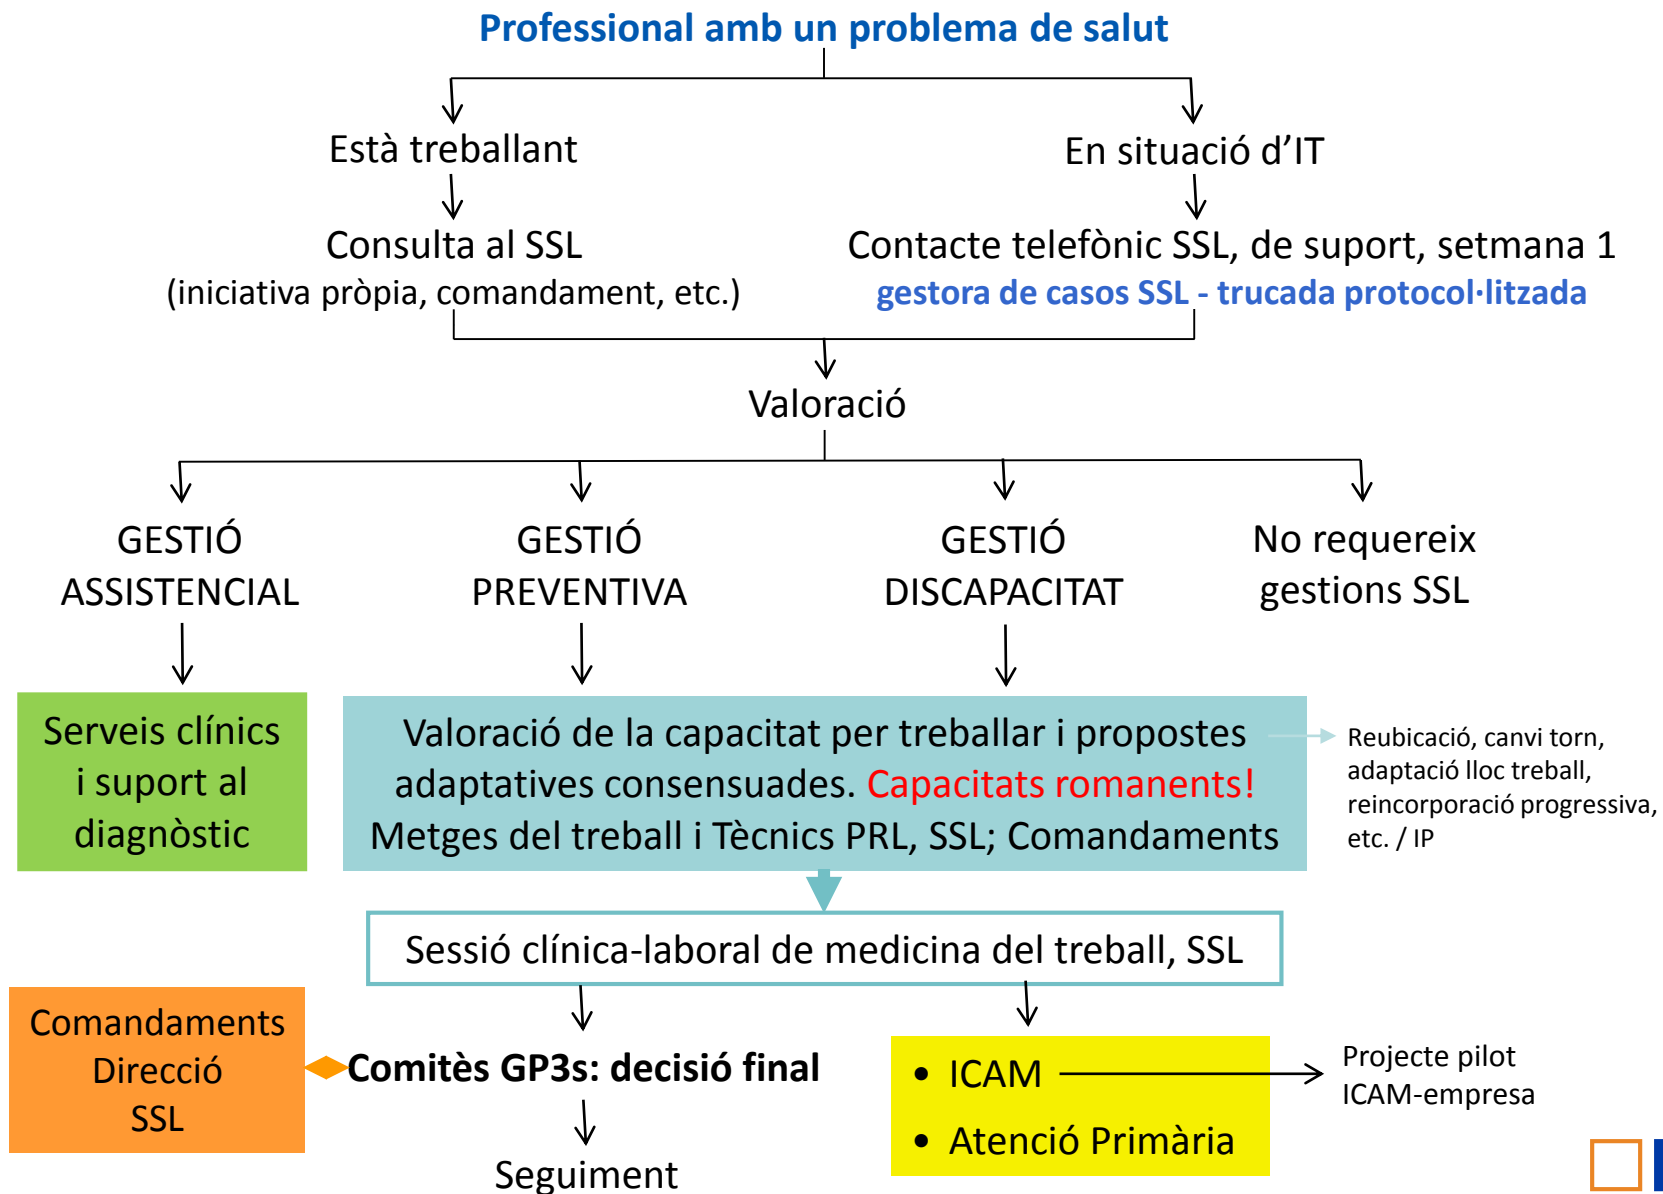 Professional amb un problema de salut
Està treballant
En situació d'IT
Consulta al SSL
(iniciativa pròpia, comandament, etc.)
Contacte telefònic SSL, de suport, setmana 1
gestora de casos SSL - trucada protocol·litzada
Valoració
GESTIÓ
ASSISTENCIAL
GESTIÓ
PREVENTIVA
GESTIÓ
DISCAPACITAT
No requereix
gestions SSL
Serveis clínics
i suport al
diagnòstic
Valoració de la capacitat per treballar i propostes
adaptatives consensuades. Capacitats romanents!
Metges del treball i Tècnics PRL, SSL; Comandaments
Reubicació, canvi torn,
adaptació lloc treball,
reincorporació progressiva,
etc. / IP
Sessió clínica-laboral de medicina del treball, SSL
Comandaments
Direcció
SSL
Comitès GP3s: decisió final
Seguiment
• ICAM
• Atenció Primària
Projecte pilot
ICAM-empresa